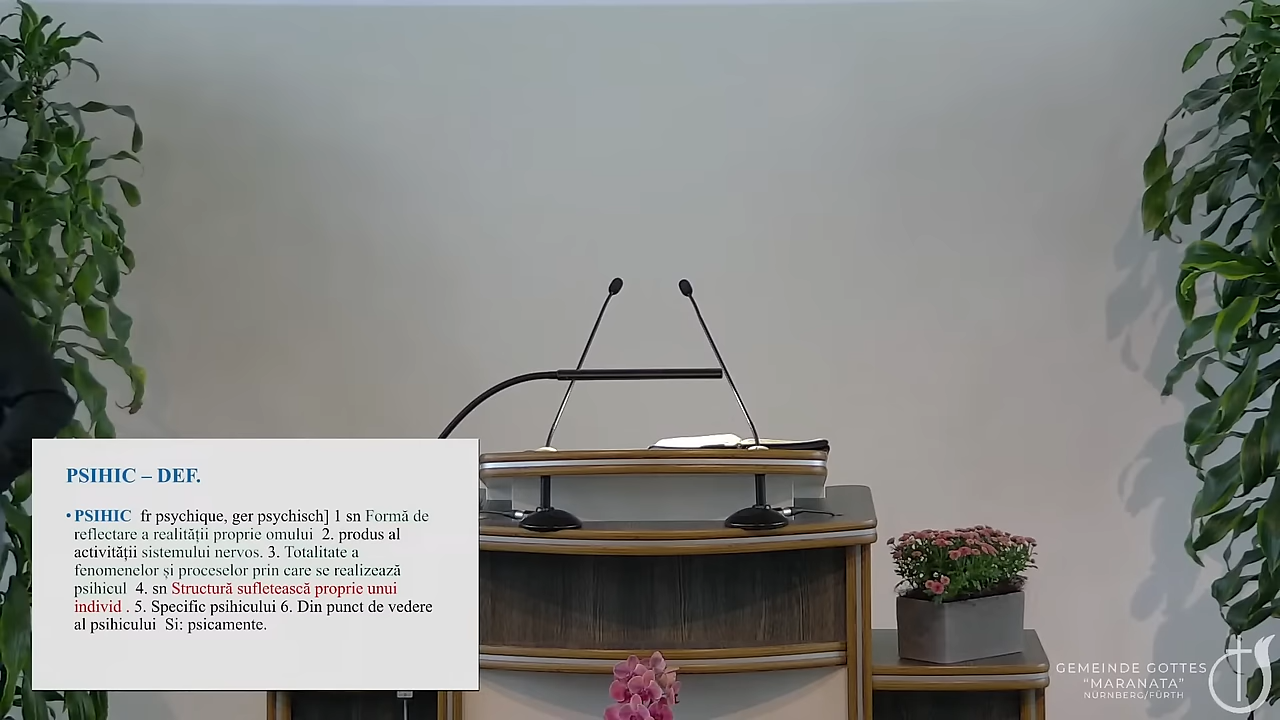 PSIHIC – DEF.
• PSIHIC fr psychique, ger psychisch] 1 sn Formă de
reflectare a realității proprie omului 2. produs al
activității sistemului nervos. 3. Totalitate a
fenomenelor și proceselor prin care se realizează
psihicul 4. sn Structură sufletească proprie unui
individ . 5. Specific psihicului 6. Din punct de vedere
al psihicului Si: psicamente.
GEMEINDE GOTTES
“MARANATA”
NÜRNBERG/FÜRTH